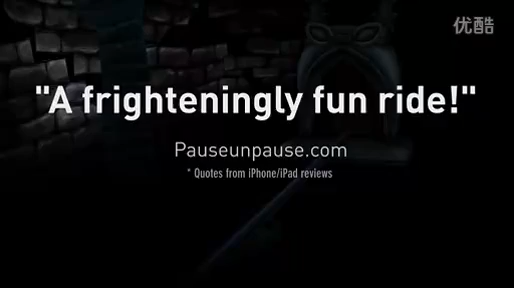 优酷
"A frighteningly fun ride!"
Pauseunpause.com
* Quotes from iPhone/iPad reviews